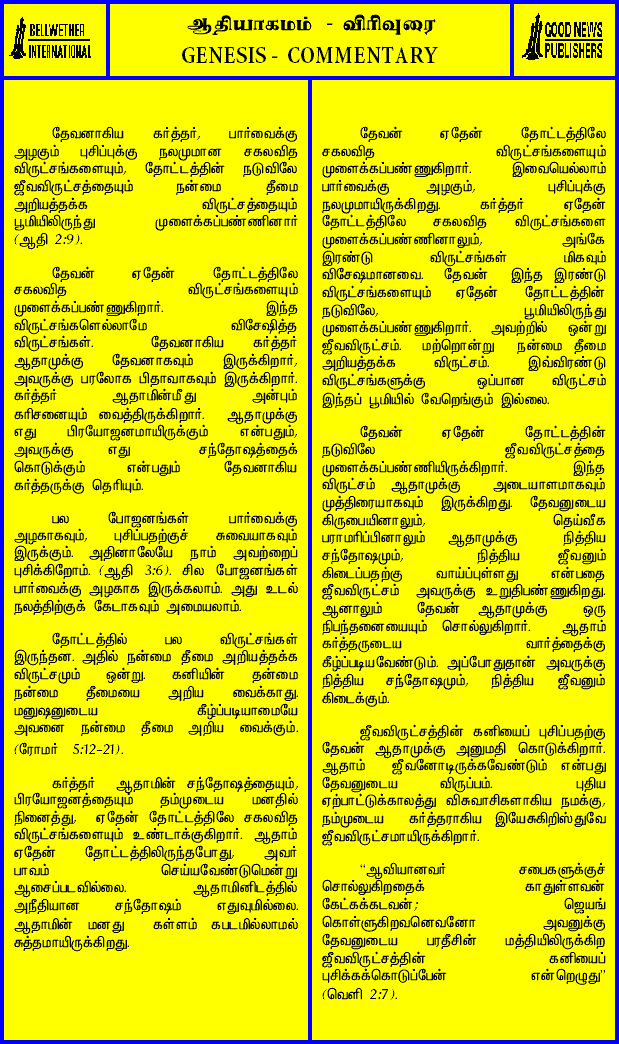 BELLWETHER
INTERNATIONAL
ஆதியாகமம் - விரிவுரை
GENESIS - COMMENTARY
GOOD NEWS
PUBLISHERS
தேவனாகிய கர்த்தர், பார்வைக்கு
அழகும் புசிப்புக்கு நலமுமான சகலவித
விருட்சங்களையும், தோட்டத்தின் நடுவிலே
ஜீவவிருட்சத்தையும் நன்மை தீமை
அறியத்தக்க விருட்சத்தையும்
பூமியிலிருந்து முளைக்கப்பண்ணினார்
(ஆதி 2:9).
தேவன் ஏதேன் தோட்டத்திலே
சகலவித விருட்சங்களையும்
முளைக்கப்பண்ணுகிறார். இந்த
விருட்சங்களெல்லாமே விசேஷித்த
விருட்சங்கள். தேவனாகிய கர்த்தர்
ஆதாமுக்கு தேவனாகவும் இருக்கிறார்,
அவருக்கு பரலோக பிதாவாகவும் இருக்கிறார்.
கர்த்தர் ஆதாமின்மீது அன்பும்
கரிசனையும் வைத்திருக்கிறார். ஆதாமுக்கு
எது பிரயோஜனமாயிருக்கும் என்பதும்,
அவருக்கு எது சந்தோஷத்தைக்
கொடுக்கும் என்பதும் தேவனாகிய
கர்த்தருக்கு தெரியும்.
பல போஜனங்கள் பார்வைக்கு
அழகாகவும், புசிப்பதற்குச் சுவையாகவும்
இருக்கும். அதினாலேயே நாம் அவற்றைப்
புசிக்கிறோம். (ஆதி 3:6). சில போஜனங்கள்
பார்வைக்கு அழகாக இருக்கலாம். அது உடல்
நலத்திற்குக் கேடாகவும் அமையலாம்.
தோட்டத்தில் பல விருட்சங்கள்
இருந்தன. அதில் நன்மை தீமை அறியத்தக்க
விருட்சமும் ஒன்று. கனியின் தன்மை
நன்மை தீமையை அறிய வைக்காது.
மனுஷனுடைய கீழ்ப்படியாமையே
அவனை நன்மை தீமை அறிய வைக்கும்.
(ரோமர் 5:12-21).
கர்த்தர் ஆதாமின் சந்தோஷத்தையும்,
பிரயோஜனத்தையும் தம்முடைய மனதில்
நினைத்து, ஏதேன் தோட்டத்திலே சகலவித
விருட்சங்களையும் உண்டாக்குகிறார். ஆதாம்
ஏதேன் தோட்டத்திலிருந்தபோது, அவர்
பாவம் செய்யவேண்டுமென்று
ஆசைப்படவில்லை. ஆதாமினிடத்தில்
அநீதியான சந்தோஷம் எதுவுமில்லை.
ஆதாமின் மனது கள்ளம் கபடமில்லாமல்
சுத்தமாயிருக்கிறது.
தேவன் ஏதேன் தோட்டத்திலே
சகலவித விருட்சங்களையும்
முளைக்கப்பண்ணுகிறார். இவையெல்லாம்
பார்வைக்கு அழகும், புசிப்புக்கு
நலமுமாயிருக்கிறது. கர்த்தர் ஏதேன்
தோட்டத்திலே சகலவித விருட்சங்களை
முளைக்கப்பண்ணினாலும், அங்கே
இரண்டு விருட்சங்கள் மிகவும்
விசேஷமானவை. தேவன் இந்த இரண்டு
விருட்சங்களையும் ஏதேன் தோட்டத்தின்
நடுவிலே, பூமியிலிருந்து
முளைக்கப்பண்ணுகிறார். அவற்றில் ஒன்று
ஜீவவிருட்சம். மற்றொன்று நன்மை தீமை
அறியத்தக்க விருட்சம். இவ்விரண்டு
விருட்சங்களுக்கு ஒப்பான விருட்சம்
இந்தப் பூமியில் வேறெங்கும் இல்லை.
தேவன் ஏதேன் தோட்டத்தின்
நடுவிலே ஜீவவிருட்சத்தை
முளைக்கப்பண்ணியிருக்கிறார். இந்த
விருட்சம் ஆதாமுக்கு அடையாளமாகவும்
முத்திரையாகவும் இருக்கிறது. தேவனுடைய
கிருபையினாலும், தெய்வீக
பராமரிப்பினாலும் ஆதாமுக்கு நித்திய
சந்தோஷமும், நித்திய ஜீவனும்
கிடைப்பதற்கு வாய்ப்புள்ளது என்பதை
ஜீவவிருட்சம் அவருக்கு உறுதிபண்ணுகிறது.
ஆனாலும் தேவன் ஆதாமுக்கு ஒரு
நிபந்தனையையும் சொல்லுகிறார். ஆதாம்
கர்த்தருடைய வார்த்தைக்கு
கீழ்ப்படியவேண்டும். அப்போதுதான் அவருக்கு
நித்திய சந்தோஷமும், நித்திய ஜீவனும்
கிடைக்கும்.
ஜீவவிருட்சத்தின் கனியைப் புசிப்பதற்கு
தேவன் ஆதாமுக்கு அனுமதி கொடுக்கிறார்.
ஆதாம் ஜீவனோடிருக்கவேண்டும் என்பது
தேவனுடைய விருப்பம். புதிய
ஏற்பாட்டுக்காலத்து விசுவாசிகளாகிய நமக்கு,
நம்முடைய கர்த்தராகிய இயேசுகிறிஸ்துவே
ஜீவவிருட்சமாயிருக்கிறார்.
“ஆவியானவர் சபைகளுக்குச்
சொல்லுகிறதைக் காதுள்ளவன்
கேட்கக்கடவன்; ஜெயங்
கொள்ளுகிறவனெவனோ அவனுக்கு
தேவனுடைய பரதீசின் மத்தியிலிருக்கிற
ஜீவவிருட்சத்தின் கனியைப்
புசிக்கக்கொடுப்பேன் என்றெழுது”
(வெளி 2:7).